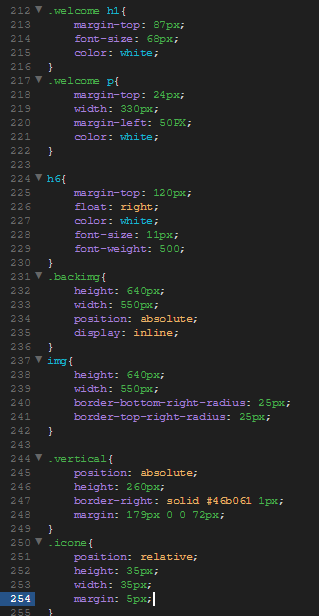 212 .welcome h1{
213 margin-top: 87px;
214 font-size: 68px;
215 color: white;
216 }
217 .welcome p{
218 margin-top: 24px;
219 width: 330px;
220 margin-left: 50PX;
221 color: white;
222 }
223
224 h6{
225 margin-top: 120px;
226 float: right;
227 color: white;
228 font-size: 11px;
229 font-weight: 500;
230 }
231 .backimg{
232 height: 640px;
233 width: 550px;
234 position: absolute;
235 display: inline;
236 }
237 img{
238 height: 640px;
239 width: 550px;
240 border-bottom-right-radius: 25px;
241 border-top-right-radius: 25px;
242 }
243
244 .vertical{
245 position: absolute;
246 height: 260px;
247 border-right: solid #46b061 1px;
248 margin: 179px 0 0 72px;
249 }
250 .icone{
251 position: relative;
252 height: 35px;
253 width: 35px;
254 margin: 5px;
255 }